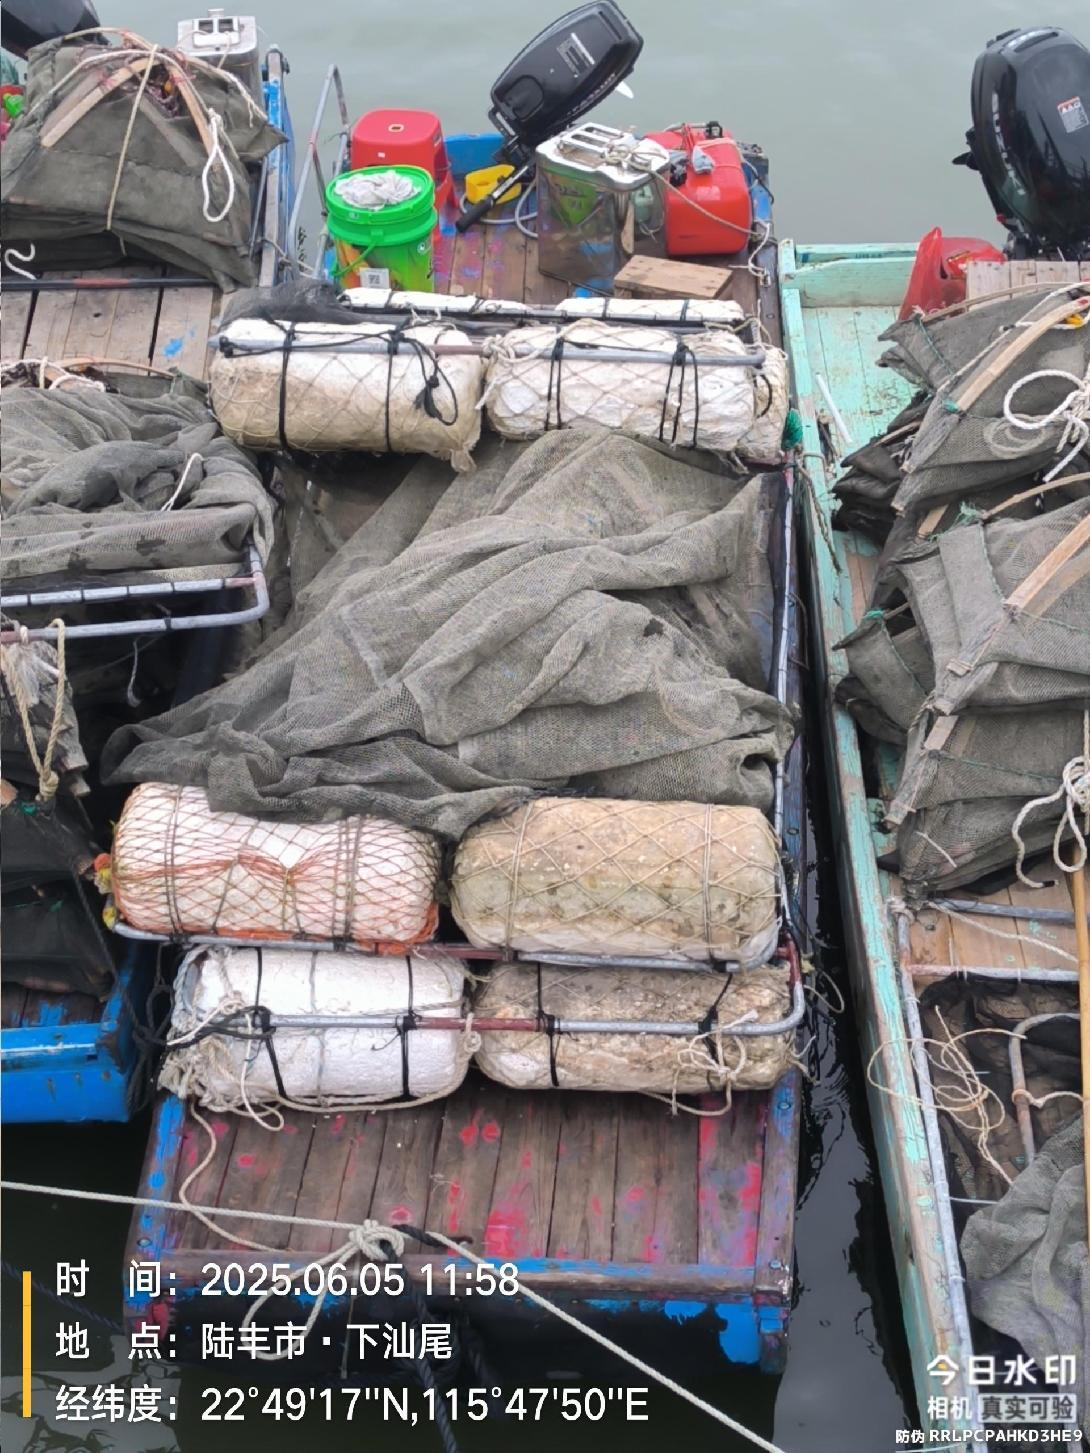 时 间：2025.06.05 11:58
地 点：陆丰市·下汕尾
经纬度：22°49'17"N,115°47'50"E
今日水印
相机 真实可验
防伪 RRLPCPAHKD3HE9